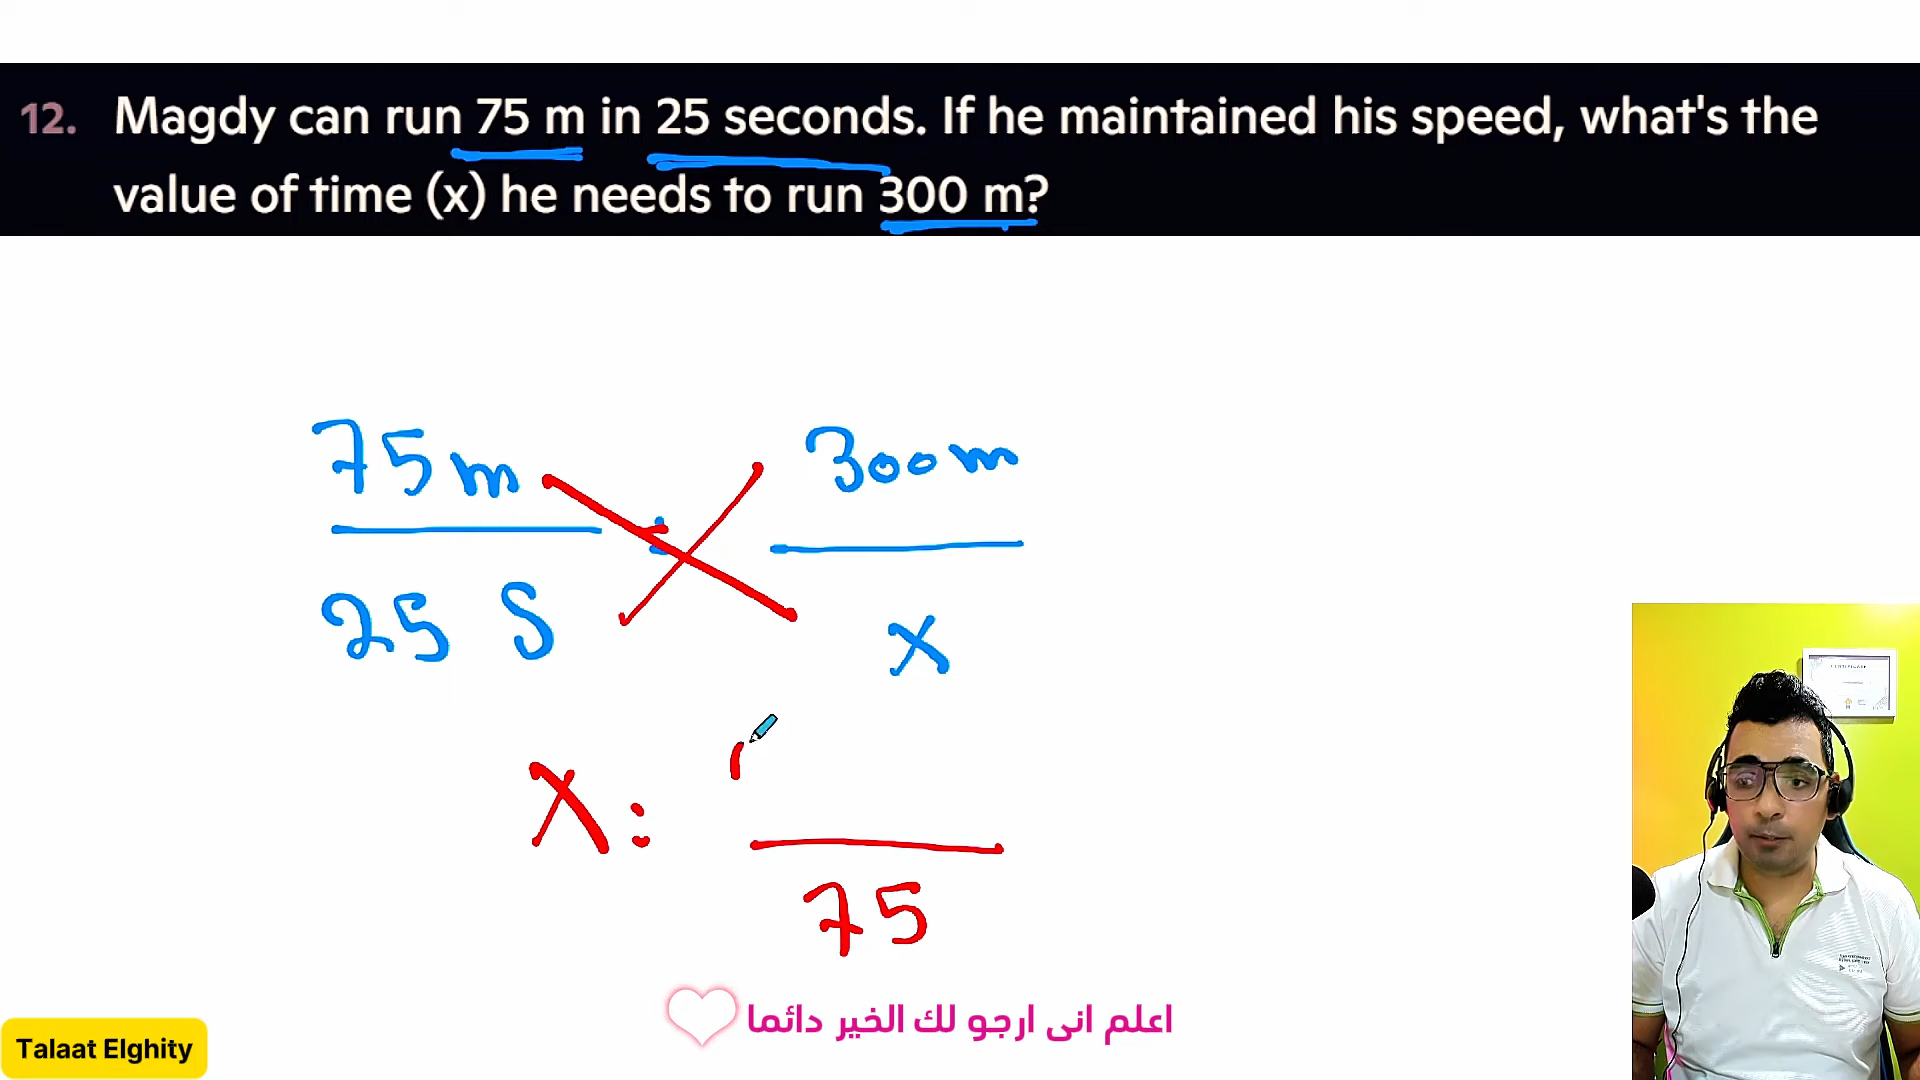 12. Magdy can run 75 m in 25 seconds. If he maintained his speed, what's the
value of time (x) he needs to run 300 m?
75m = 300m
25 S x
X =
75
اعلم انى ارجو لك الخير دائما
Talaat Elghity
CERTIFICATE